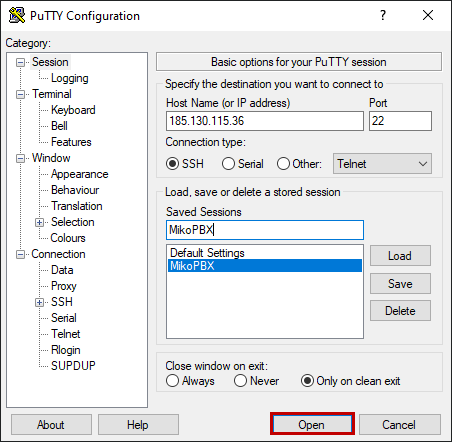 PuTTY Configuration
?
Category:
Session
Logging
Terminal
Keyboard
Bell
Features
Window
Appearance
Behaviour
Translation
Selection
Colours
Connection
Data
Proxy
SSH
Serial
Telnet
Rlogin
SUPDUP
Basic options for your PuTTY session
Specify the destination you want to connect to
Host Name (or IP address) Port
185.130.115.36 22
Connection type:
SSH Serial Other: Telnet
Load, save or delete a stored session
Saved Sessions
MikoPBX
Default Settings
MikoPBX
Load
Save
Delete
Close window on exit:
Always Never Only on clean exit
About Help Open Cancel